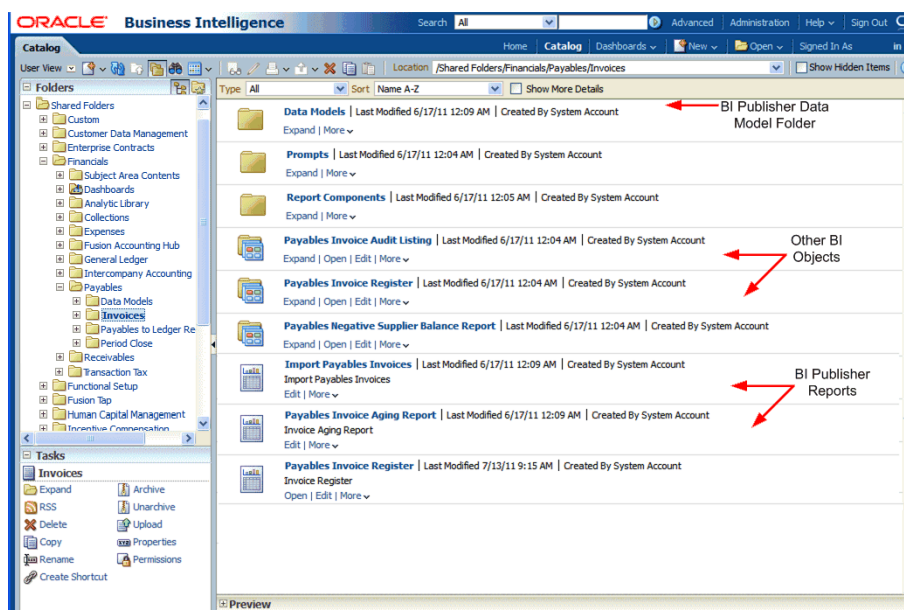 ORACLE Business Intelligence
Search All Advanced Administration Help Sign Out
Catalog
Home Catalog Dashboards New Open Signed In As in
User View Location /Shared Folders/Financials/Payables/Invoices Show Hidden Items
Folders
Type All Sort Name A-Z Show More Details
Shared Folders
Custom
Customer Data Management
Enterprise Contracts
Financials
Subject Area Contents
Dashboards
Analytic Library
Collections
Expenses
Fusion Accounting Hub
General Ledger
Intercompany Accounting
Payables
Data Models
Invoices
Payables to Ledger Re
Period Close
Receivables
Transaction Tax
Functional Setup
Fusion Tap
Human Capital Management
Incentive Compensation
Tasks
Invoices
Expand Archive
RSS Unarchive
Delete Upload
Copy Properties
Rename Permissions
Create Shortcut
Data Models | Last Modified 6/17/11 12:09 AM | Created By System Account
Expand | More
Prompts | Last Modified 6/17/11 12:04 AM | Created By System Account
Expand | More
Report Components | Last Modified 6/17/11 12:05 AM | Created By System Account
Expand | More
Payables Invoice Audit Listing | Last Modified 6/17/11 12:04 AM | Created By System Account
Expand | Open | Edit | More
Payables Invoice Register | Last Modified 6/17/11 12:04 AM | Created By System Account
Expand | Open | Edit | More
Payables Negative Supplier Balance Report | Last Modified 6/17/11 12:04 AM | Created By System Account
Expand | Open | Edit | More
Import Payables Invoices | Last Modified 6/17/11 12:09 AM | Created By System Account
Import Payables Invoices
Edit | More
Payables Invoice Aging Report | Last Modified 6/17/11 12:09 AM | Created By System Account
Invoice Aging Report
Edit | More
Payables Invoice Register | Last Modified 7/13/11 9:15 AM | Created By System Account
Invoice Register
Open | Edit | More
BI Publisher Data
Model Folder
Other BI
Objects
BI Publisher
Reports
Preview